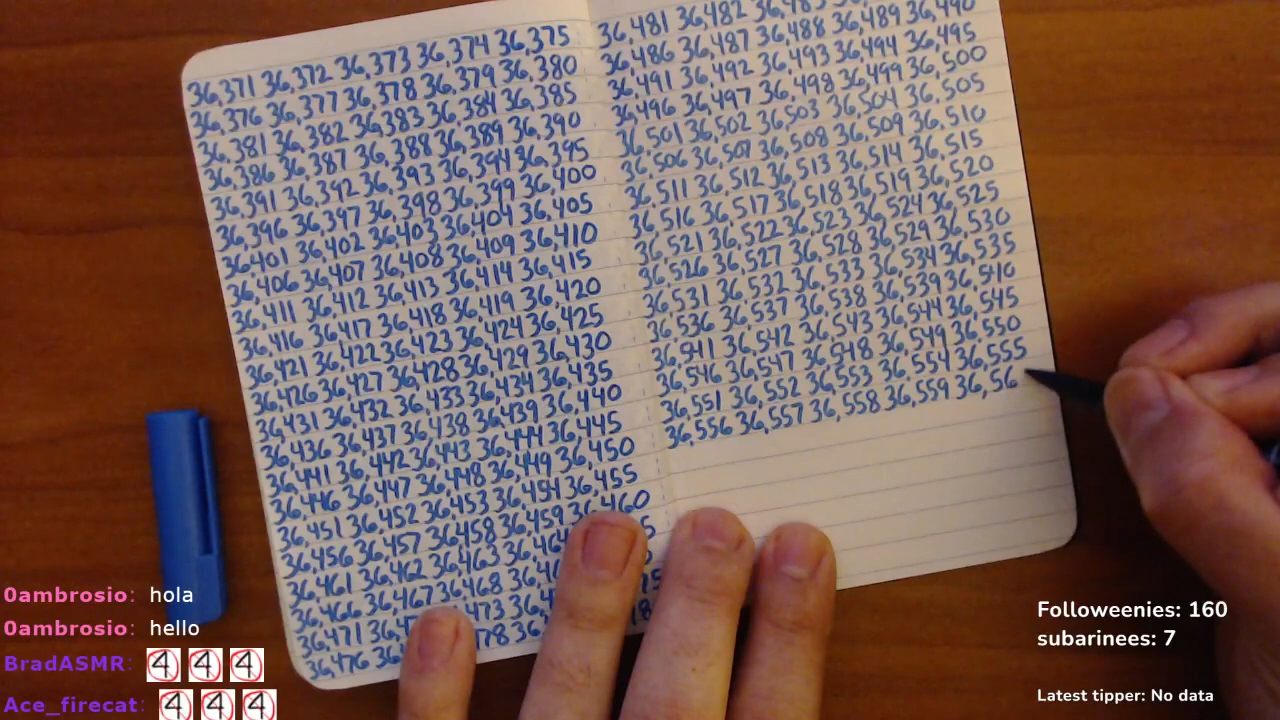 36,371 36,372 36,373 36,374 36,375
36,376 36,377 36,378 36,379 36,380
36,381 36,382 36,383 36,384 36,385
36,386 36,387 36,388 36,389 36,390
36,391 36,392 36,393 36,394 36,395
36,396 36,397 36,398 36,399 36,400
36,401 36,402 36,403 36,404 36,405
36,406 36,407 36,408 36,409 36,410
36,411 36,412 36,413 36,414 36,415
36,416 36,417 36,418 36,419 36,420
36,421 36,422 36,423 36,424 36,425
36,426 36,427 36,428 36,429 36,430
36,431 36,432 36,433 36,434 36,435
36,436 36,437 36,438 36,439 36,440
36,441 36,442 36,443 36,444 36,445
36,446 36,447 36,448 36,449 36,450
36,451 36,452 36,453 36,454 36,455
36,456 36,457 36,458 36,459 36,460
36,461 36,462 36,463
36,466 36,467 36,468
36,471
36,476
36,481 36,482
36,486 36,487 36,488 36,489 36,490
36,491 36,492 36,493 36,494 36,495
36,496 36,497 36,498 36,499 36,500
36,501 36,502 36,503 36,504 36,505
36,506 36,507 36,508 36,509 36,510
36,511 36,512 36,513 36,514 36,515
36,516 36,517 36,518 36,519 36,520
36,521 36,522 36,523 36,524 36,525
36,526 36,527 36,528 36,529 36,530
36,531 36,532 36,533 36,534 36,535
36,536 36,537 36,538 36,539 36,540
36,541 36,542 36,543 36,544 36,545
36,546 36,547 36,548 36,549 36,550
36,551 36,552 36,553 36,554 36,555
36,556 36,557 36,558 36,559 36,56
0ambrosio: hola
0ambrosio: hello
BradASMR: 4 4 4
Ace_firecat: 4 4 4
Followeenies: 160
subarinees: 7
Latest tipper: No data